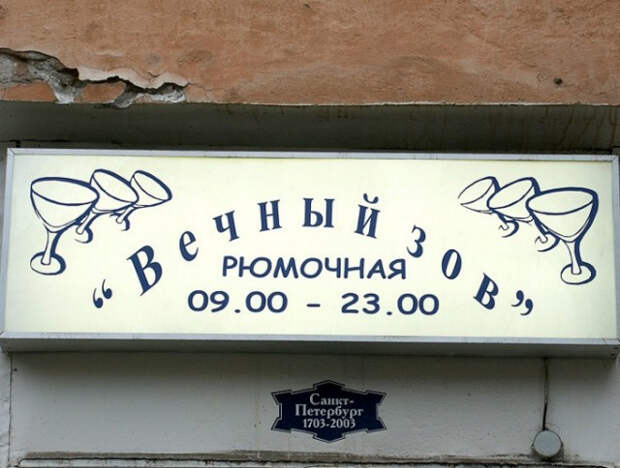 “Вечный зов”
РЮМОЧНАЯ
09.00 - 23.00
Санкт-
Петербург
1703-2003